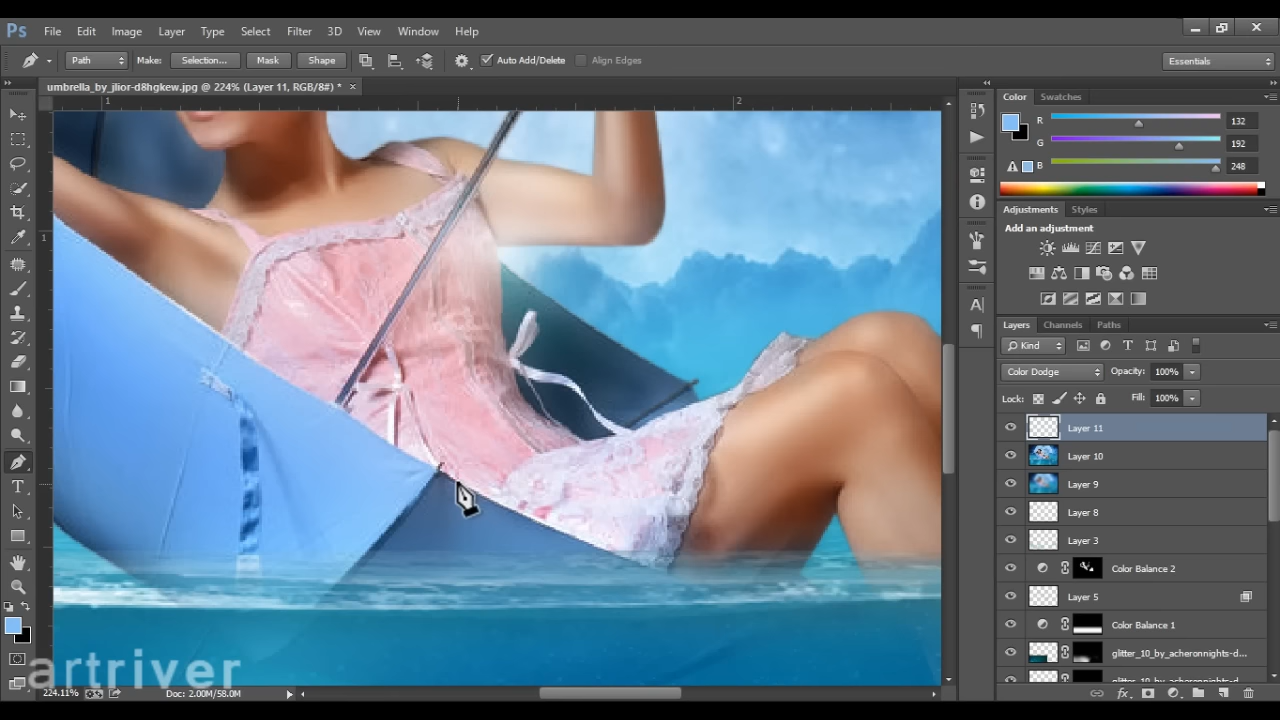 Ps File Edit Image Layer Type Select Filter 3D View Window Help
Path Make: Selection... Mask Shape Auto Add/Delete Align Edges Essentials
umbrella_by_jlior-d8hgkew.jpg @ 224% (Layer 11, RGB/8#) *
1 2
1
Color Swatches
R 132
G 192
B 248
Adjustments Styles
Add an adjustment
Layers Channels Paths
Kind
Color Dodge Opacity: 100%
Lock: Fill: 100%
Layer 11
Layer 10
Layer 9
Layer 8
Layer 3
Color Balance 2
Layer 5
Color Balance 1
glitter_10_by_acheronnights-d...
glitter_10_by_acheronnights-d...
artriver
224.11% Doc: 2.00M/58.0M